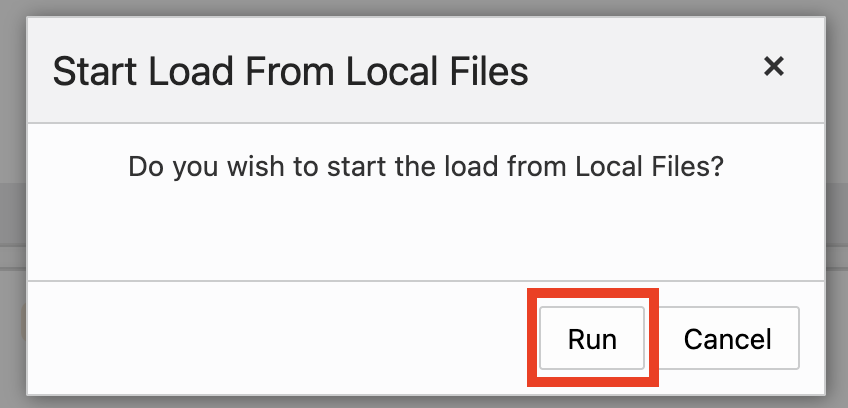 Start Load From Local Files
Do you wish to start the load from Local Files?
Run
Cancel